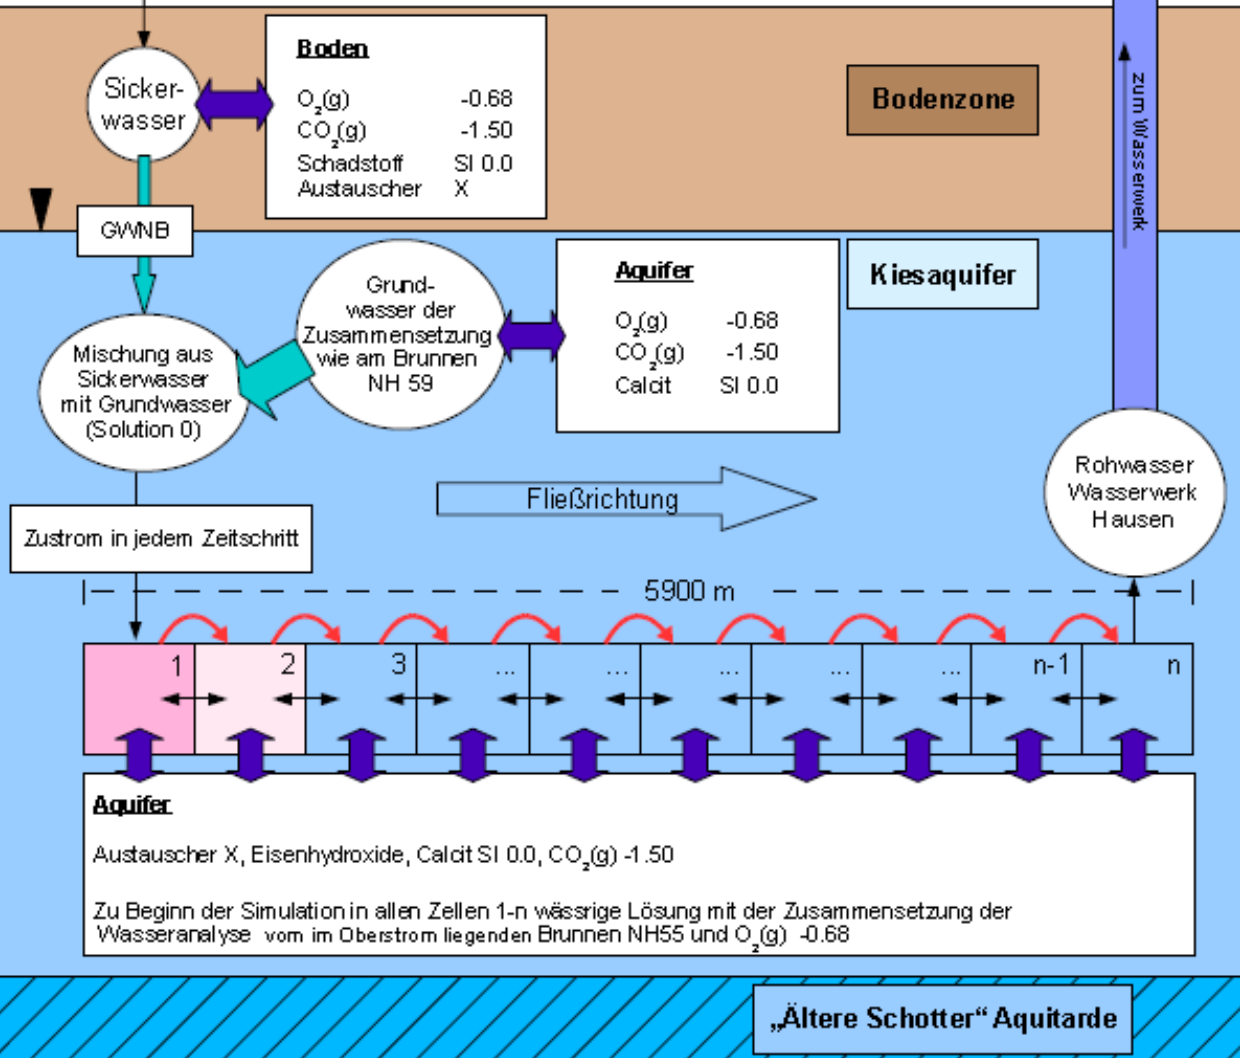 Sicker-
wasser
Boden
O2(g) -0.68
CO2(g) -1.50
Schadstoff SI 0.0
Austauscher X
Bodenzone
zum Wasserwerk
GWNB
Grund-
wasser der
Zusammensetzung
wie am Brunnen
NH 59
Aquifer
O2(g) -0.68
CO2(g) -1.50
Calcit SI 0.0
Kiesaquifer
Mischung aus
Sickerwasser
mit Grundwasser
(Solution 0)
Fließrichtung
Rohwasser
Wasserwerk
Hausen
Zustrom in jedem Zeitschritt
5900 m
1 2 3 ... ... ... ... ... n-1 n
Aquifer
Austauscher X, Eisenhydroxide, Calcit SI 0.0, CO2(g) -1.50
Zu Beginn der Simulation in allen Zellen 1-n wässrige Lösung mit der Zusammensetzung der
Wasseranalyse vom im Oberstrom liegenden Brunnen NH55 und O2(g) -0.68
„Ältere Schotter“ Aquitarde